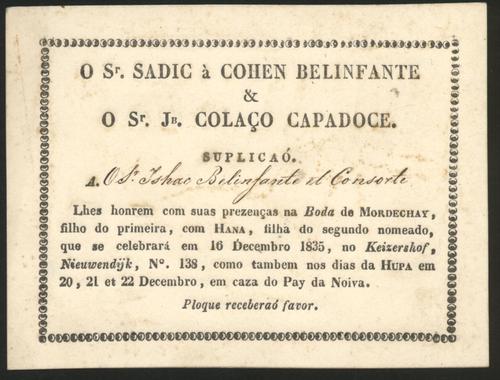 O Sr. SADIC à COHEN BELINFANTE
&
O Sr. JB. COLAÇO CAPADOCE.
SUPLICAÓ.
A. O Sr. Ishac Belinfante et Consorte
Lhes honrem com suas prezenças na Boda de MORDECHAY,
filho do primeira, com HANA, filha do segundo nomeado,
que se celebrará em 16 Decembro 1835, no Keizershof,
Nieuwendijk, No. 138, como tambem nos dias da HUPA em
20, 21 et 22 Decembro, em caza do Pay da Noiva.
Ploque receberaó favor.